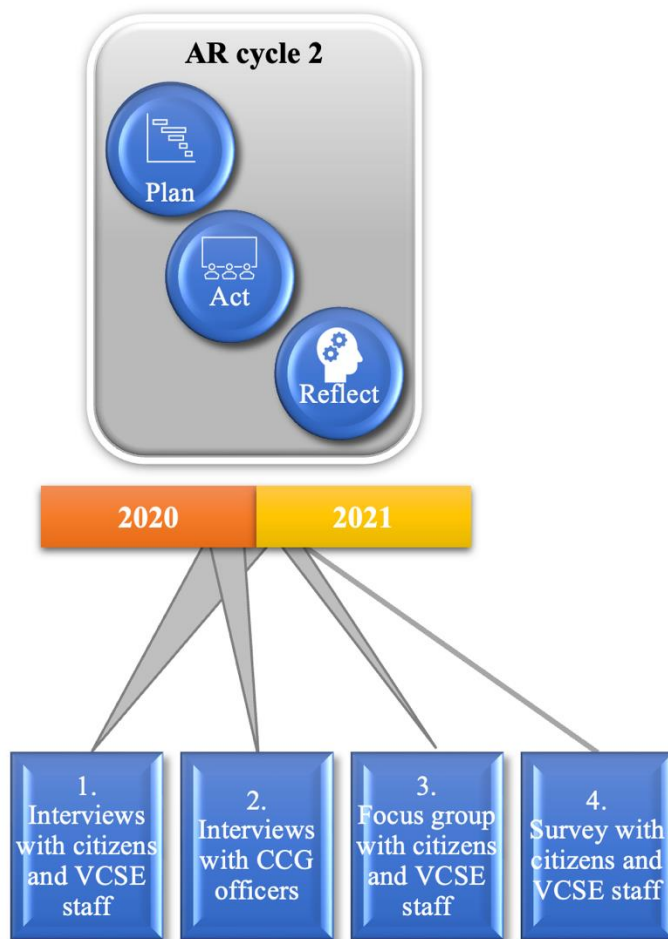 AR cycle 2
Plan
Act
Reflect
2020
2021
1.
Interviews
with citizens
and VCSE
staff
2.
Interviews
with CCG
officers
3.
Focus group
with citizens
and VCSE
staff
4.
Survey with
citizens and
VCSE staff